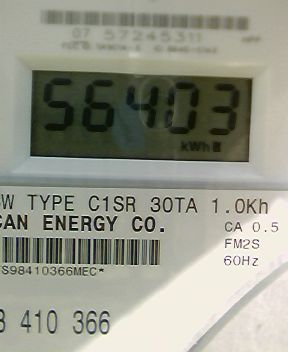 07 57245311
56403
kWh
W TYPE C1SR 30TA 1.0Kh
CAN ENERGY CO.
CA 0.5
FM2S
60Hz
S98410366MEC*
8 410 366